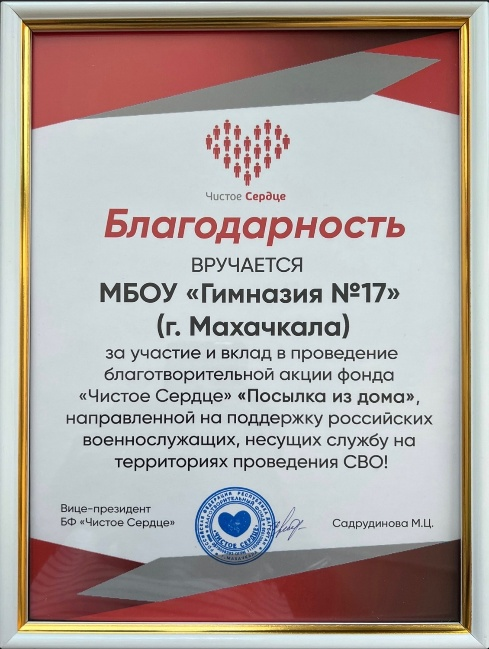 Чистое Сердце
Благодарность
ВРУЧАЕТСЯ
МБОУ «Гимназия №17»
(г. Махачкала)
за участие и вклад в проведение
благотворительной акции фонда
«Чистое Сердце» «Посылка из дома»,
направленной на поддержку российских
военнослужащих, несущих службу на
территориях проведения СВО!
Вице-президент
БФ «Чистое Сердце»
«ЧИСТОЕ СЕРДЦЕ»
Садрудинова М.Ц.